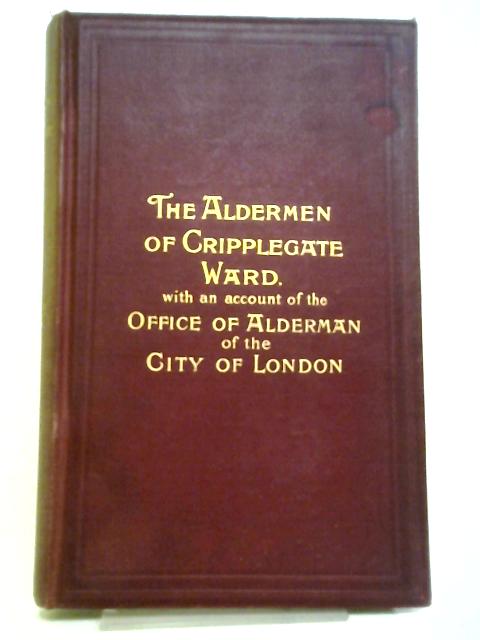 The Aldermen
of Cripplegate
Ward.
with an account of the
Office of Alderman
of the
City of London